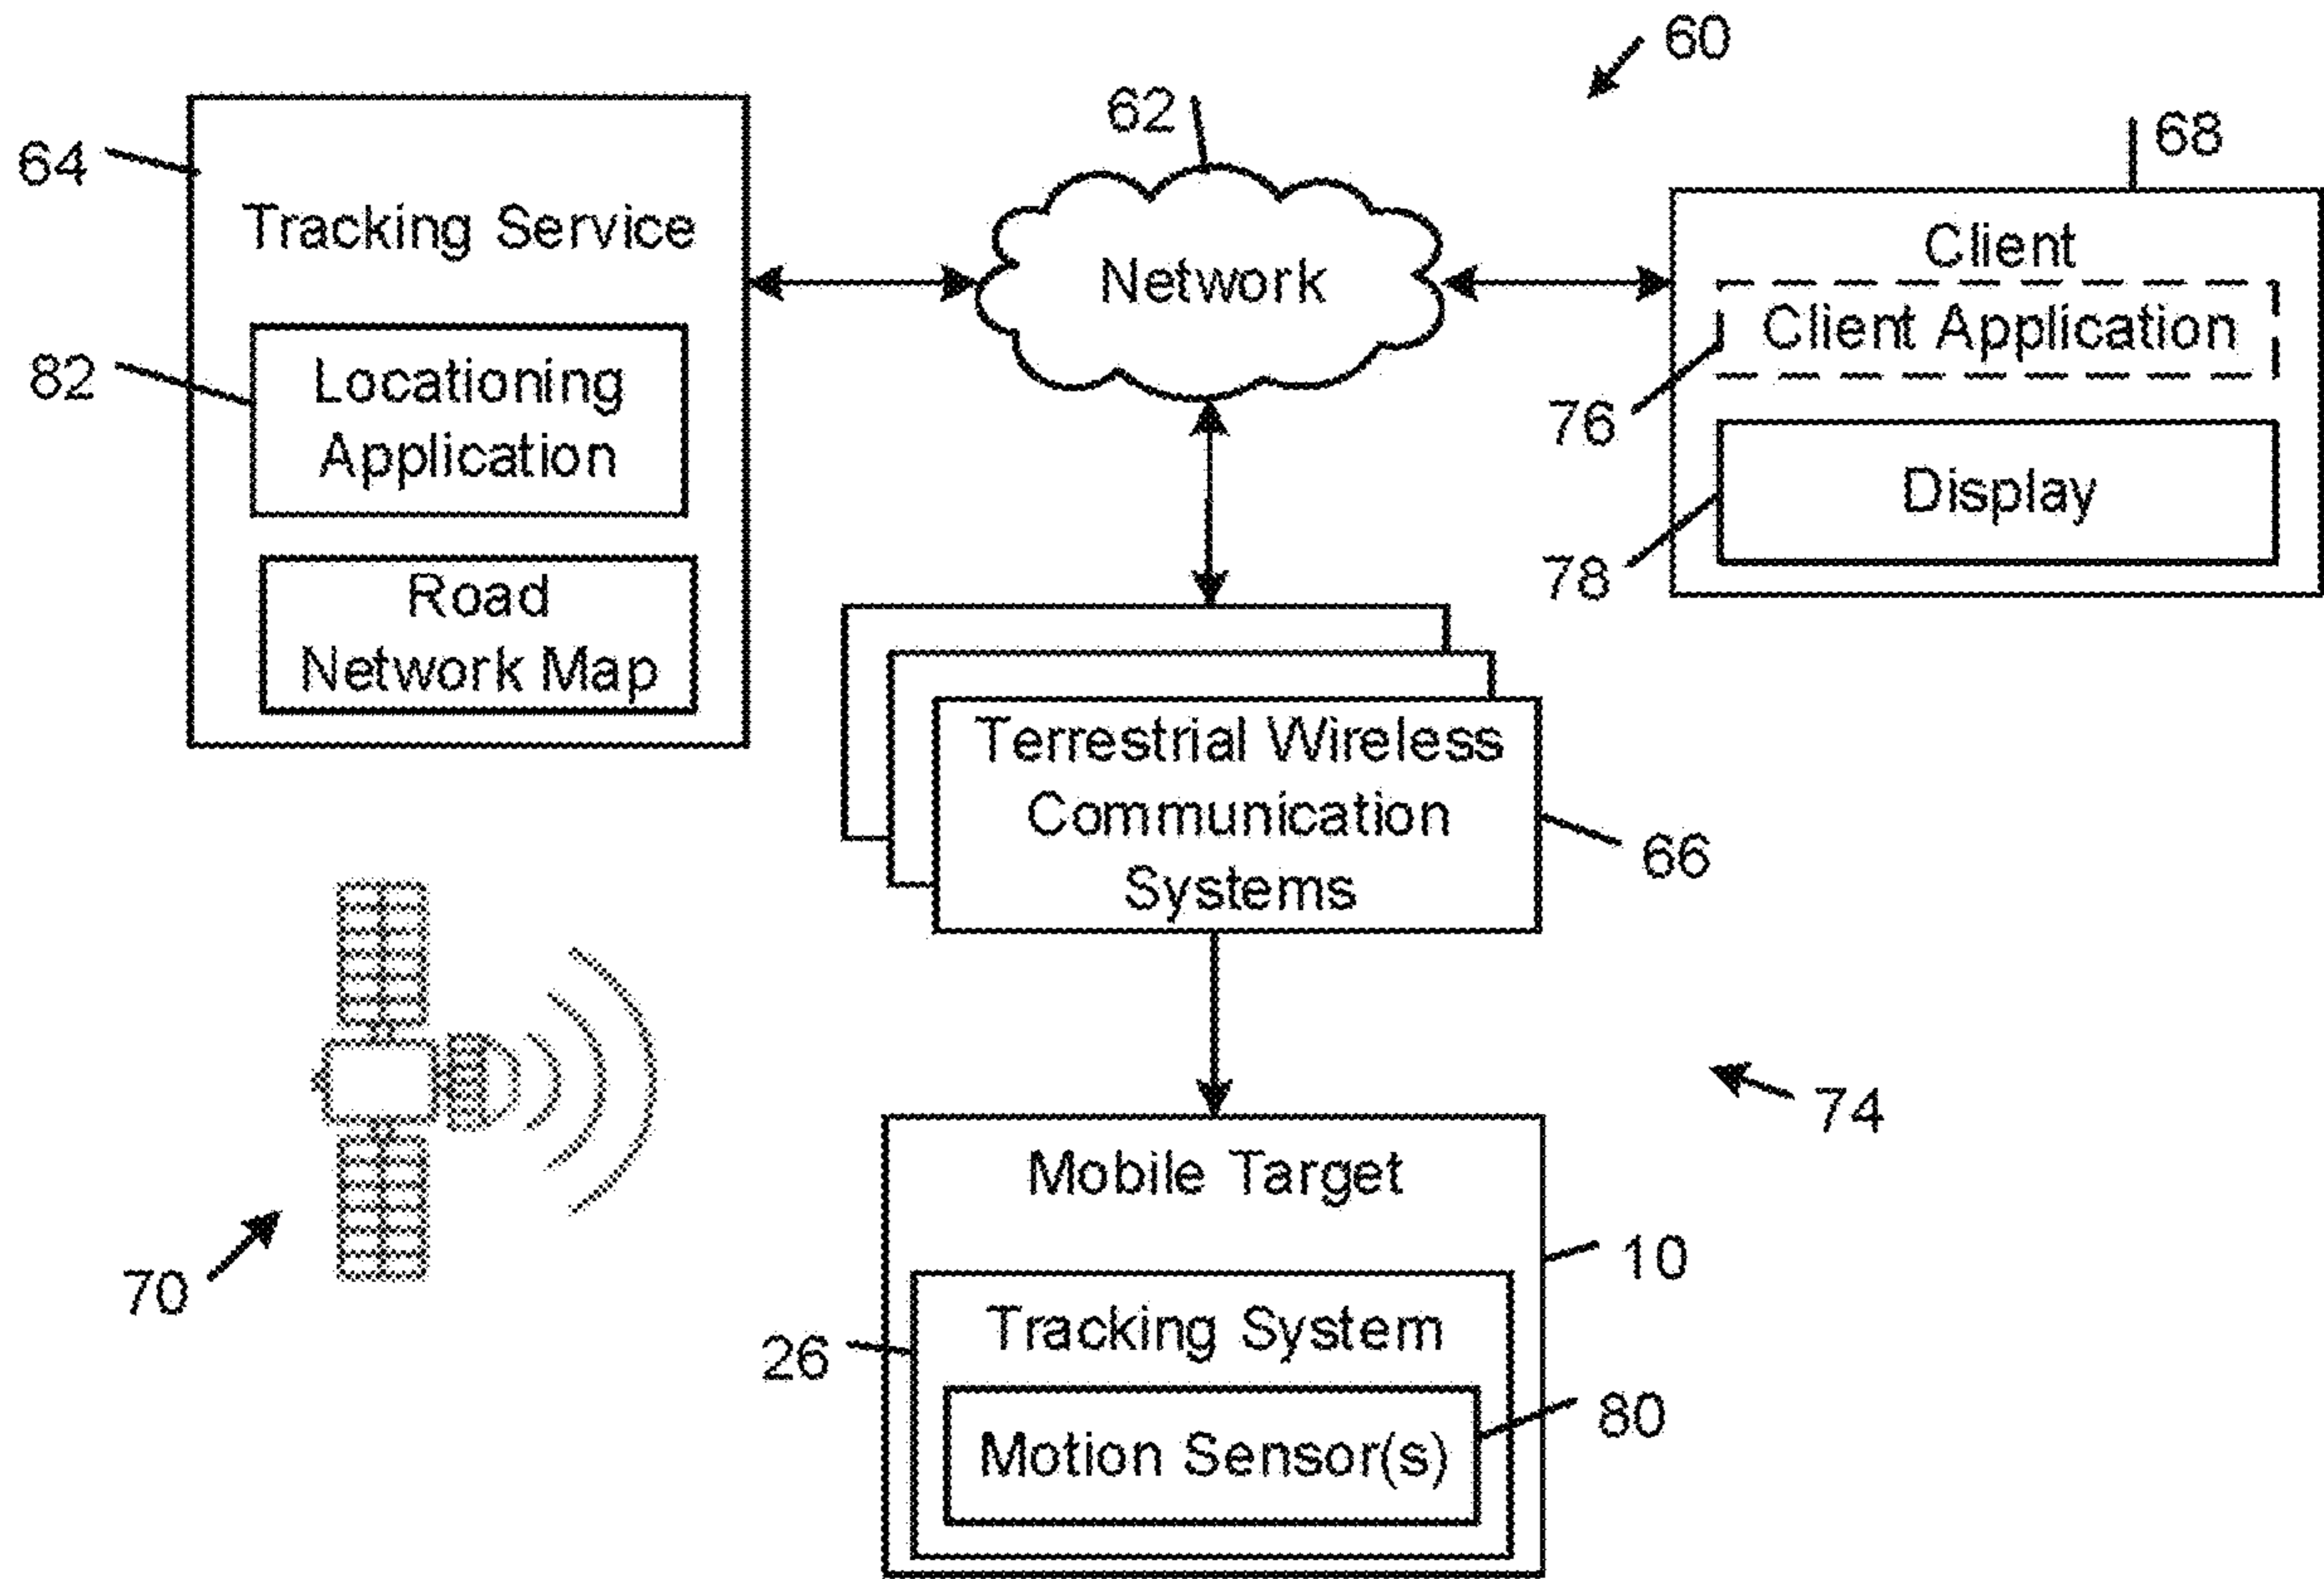 60
62
68
64
Tracking Service
Client
Network
Client Application
82
Locationing
Application
76
Display
78
Road
Network Map
Terrestrial Wireless
Communication
Systems
66
74
Mobile Target
10
70
Tracking System
26
80
Motion Sensor(s)